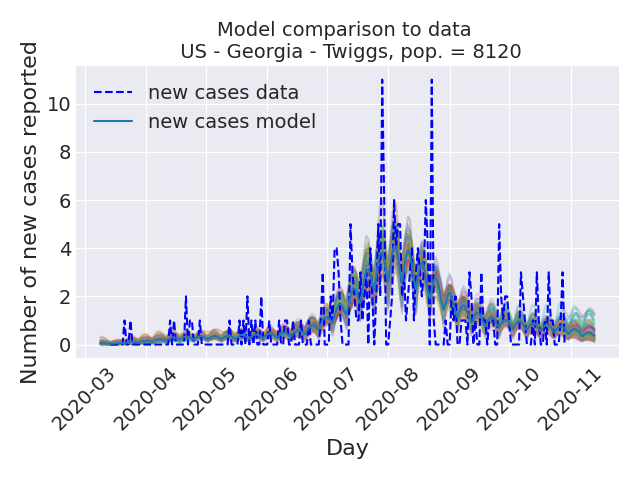 Model comparison to data
US - Georgia - Twiggs, pop. = 8120
Number of new cases reported
10
8
6
4
2
0
new cases data
new cases model
2020-03
2020-04
2020-05
2020-06
2020-07
2020-08
2020-09
2020-10
2020-11
Day